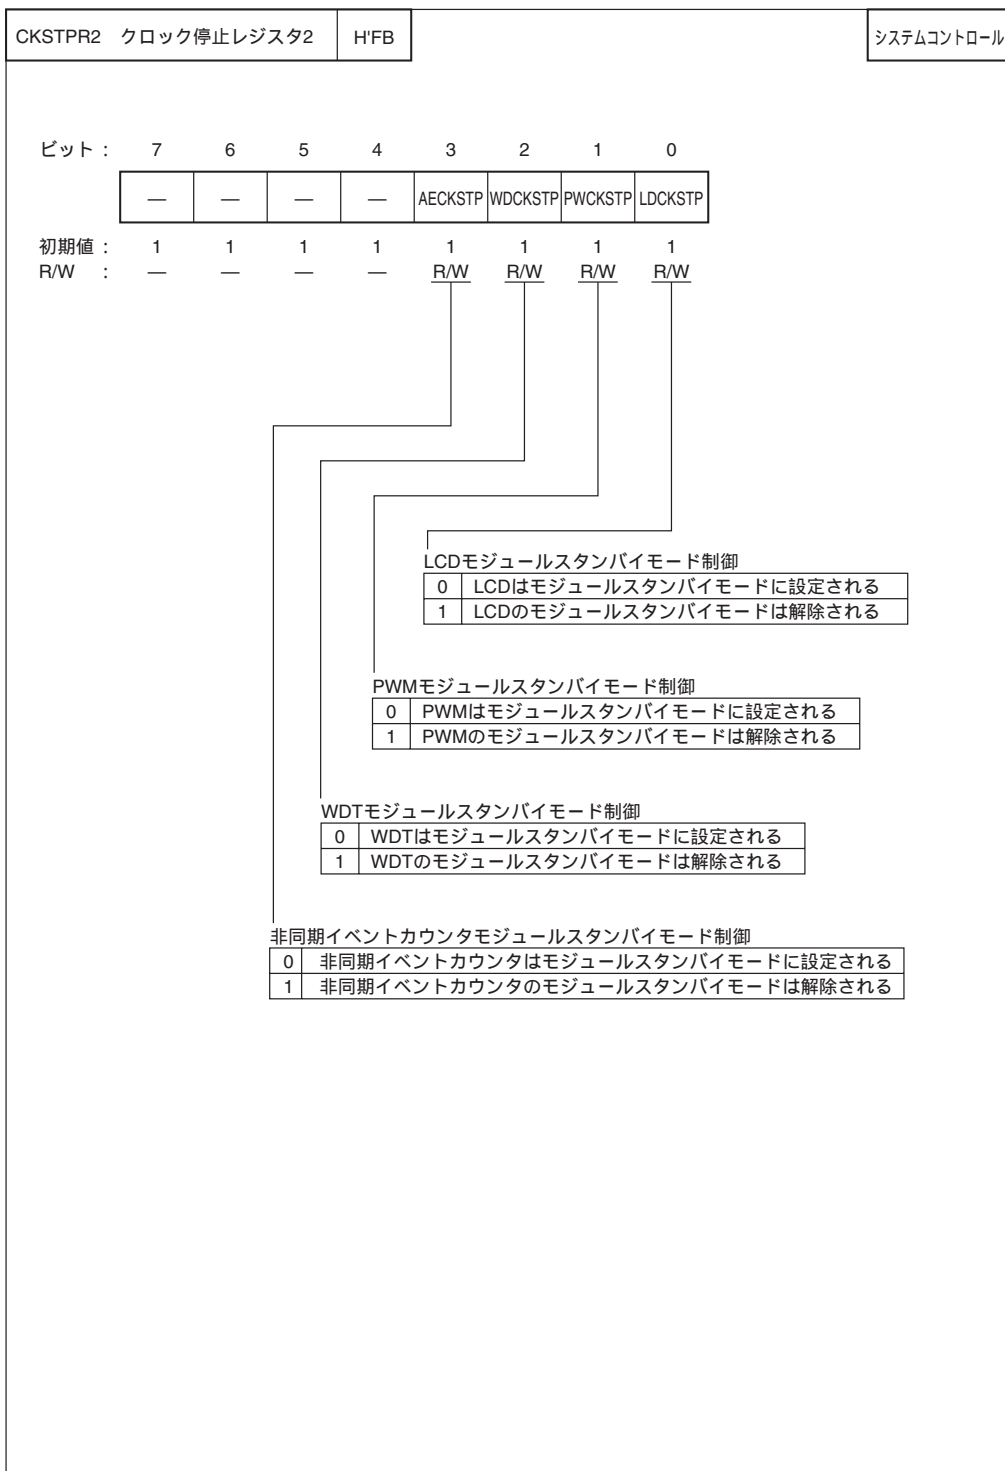 CKSTPR2 クロック停止レジスタ2 H'FB システムコントロール
ビット : 7 6 5 4 3 2 1 0
— — — — AECKSTP WDCKSTP PWCKSTP LDCKSTP
初期値 : 1 1 1 1 1 1 1 1
R/W : — — — — R/W R/W R/W R/W
LCDモジュールスタンバイモード制御
0 LCDはモジュールスタンバイモードに設定される
1 LCDのモジュールスタンバイモードは解除される
PWMモジュールスタンバイモード制御
0 PWMはモジュールスタンバイモードに設定される
1 PWMのモジュールスタンバイモードは解除される
WDTモジュールスタンバイモード制御
0 WDTはモジュールスタンバイモードに設定される
1 WDTのモジュールスタンバイモードは解除される
非同期イベントカウンタモジュールスタンバイモード制御
0 非同期イベントカウンタはモジュールスタンバイモードに設定される
1 非同期イベントカウンタのモジュールスタンバイモードは解除される